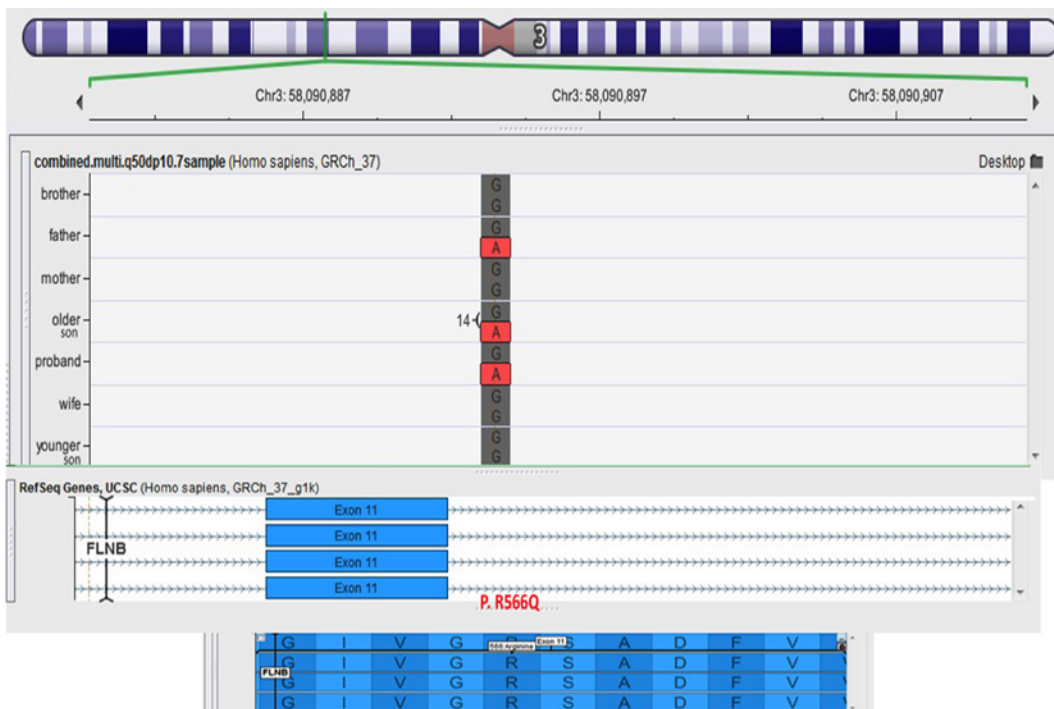 3
Chr3: 58,090,887 Chr3: 58,090,897 Chr3: 58,090,907
combined.multi.q50dp10.7sample (Homo sapiens, GRCh_37) Desktop
brother G
G
father G
A
mother G
G
older son 14 G
A
proband G
A
wife G
G
younger son G
G
RefSeq Genes, UCSC (Homo sapiens, GRCh_37_g1k)
Exon 11
FLNB Exon 11
Exon 11
Exon 11
P. R566Q
G I V G 566 Arginine Exon 11 S A D F V
FLNB G I V G R S A D F V
G I V G R S A D F V
G I V G R S A D F V